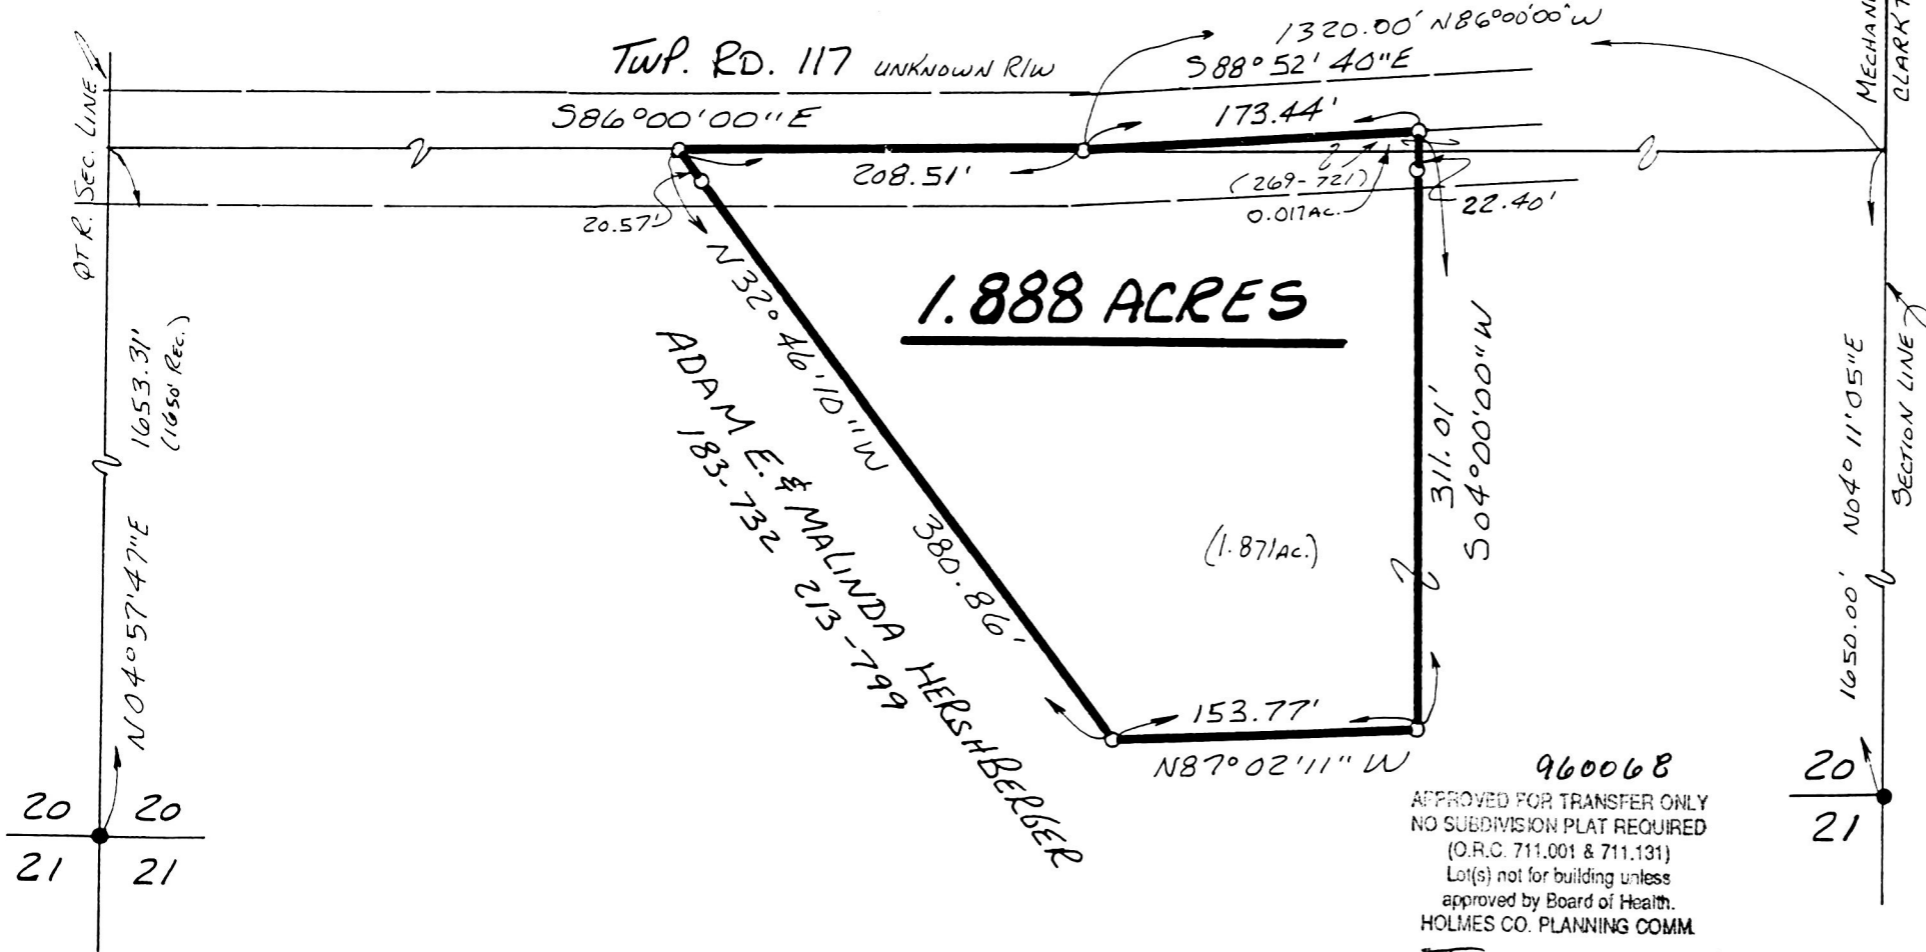 1320.00' N86°00'00"W
TWP. RD. 117 UNKNOWN R/W
S88°52'40"E
S86°00'00"E
173.44'
208.51'
(269-721)
0.017AC.
22.40'
20.57'
QTR. SEC. LINE
N32°46'10"W
380.86'
1.888 ACRES
ADAM E. & MALINDA HERSHBERGER
183-732 213-799
1653.31'
(1650' REC.)
N04°57'47"E
311.01'
S04°00'00"W
(1.871AC.)
153.77'
N87°02'11"W
CLARK
SECTION LINE
1650.00' N04°11'05"E
20 20
21 21
20
21
960068
APPROVED FOR TRANSFER ONLY
NO SUBDIVISION PLAT REQUIRED
(O.R.C. 711.001 & 711.131)
Lot(s) not for building unless
approved by Board of Health.
HOLMES CO. PLANNING COMM.